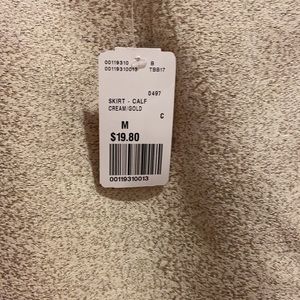 00119310 B
00119310013 TBB17
0497
SKIRT - CALF
CREAM/GOLD
C
M
$19.80
00119310013